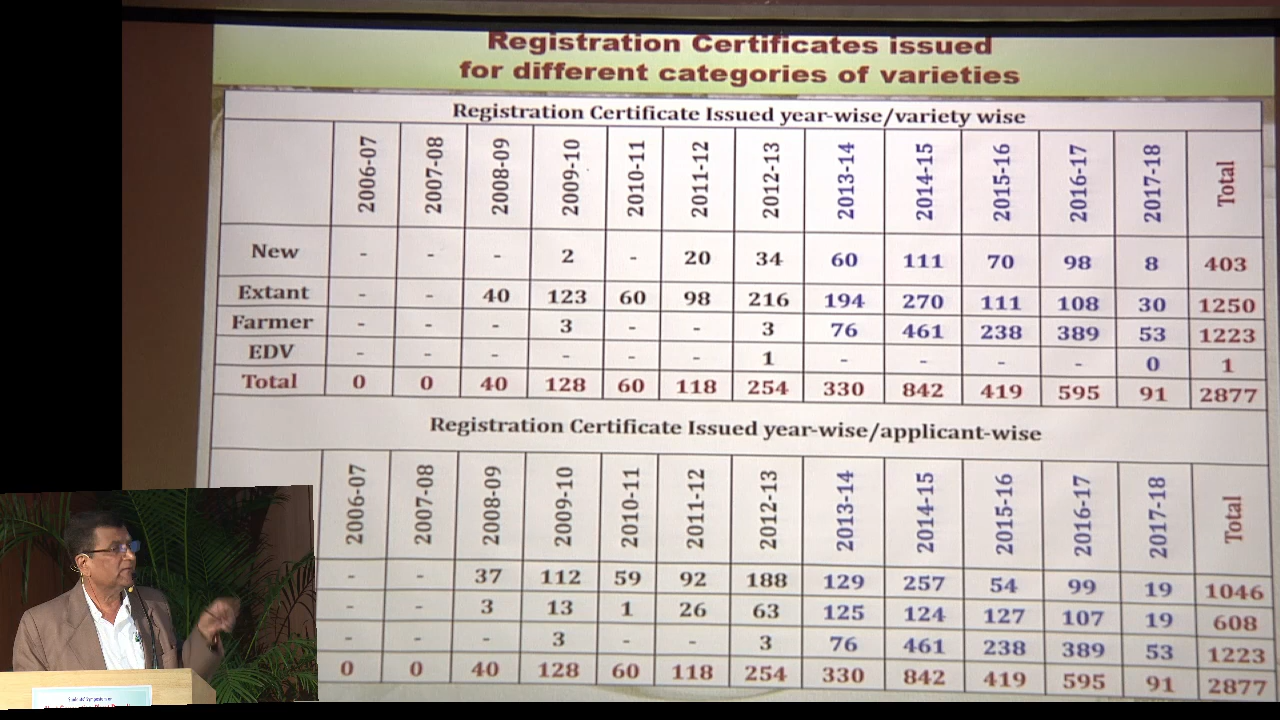 Registration Certificates issued
for different categories of varieties
Registration Certificate Issued year-wise/variety wise
2006-07 2007-08 2008-09 2009-10 2010-11 2011-12 2012-13 2013-14 2014-15 2015-16 2016-17 2017-18 Total
New - - - 2 - 20 34 60 111 70 98 8 403
Extant - - 40 123 60 98 216 194 270 111 108 30 1250
Farmer - - - 3 - - 3 76 461 238 389 53 1223
EDV - - - - - - 1 - - - - 0 1
Total 0 0 40 128 60 118 254 330 842 419 595 91 2877
Registration Certificate Issued year-wise/applicant-wise
2006-07 2007-08 2008-09 2009-10 2010-11 2011-12 2012-13 2013-14 2014-15 2015-16 2016-17 2017-18 Total
- - 37 112 59 92 188 129 257 54 99 19 1046
- - 3 13 1 26 63 125 124 127 107 19 608
- - - 3 - - 3 76 461 238 389 53 1223
0 0 40 128 60 118 254 330 842 419 595 91 2877
Students' Symposium on